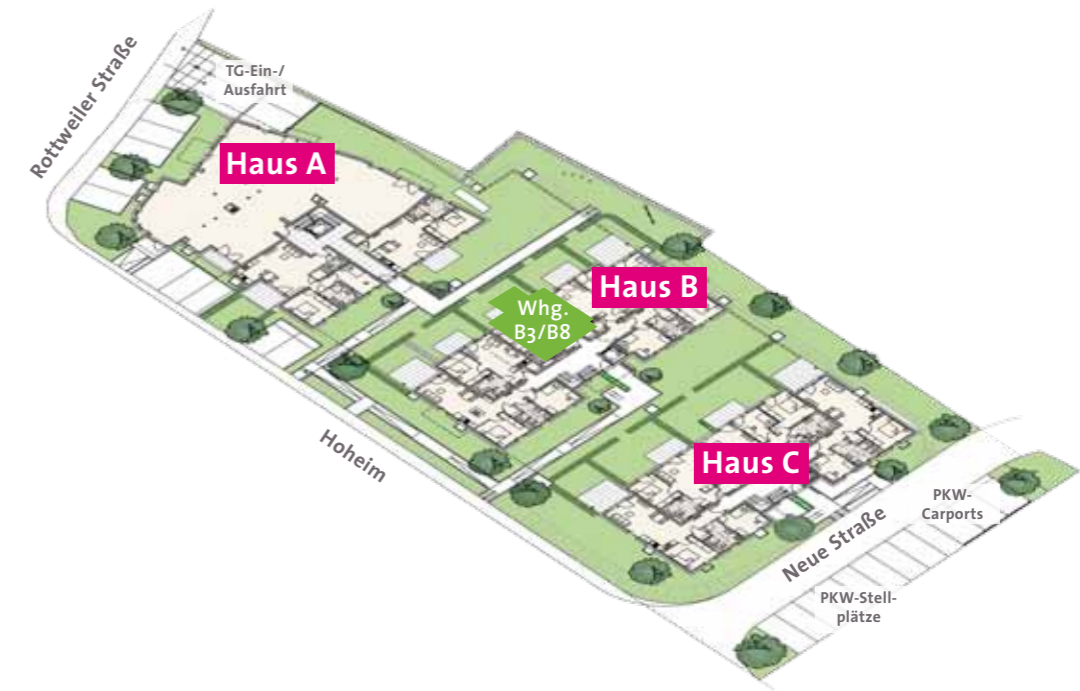 Rottweiler Straße
TG-Ein-/
Ausfahrt
Haus A
Haus B
Whg.
B3/B8
Hoheim
Haus C
PKW-
Carports
Neue Straße
PKW-Stell-
plätze